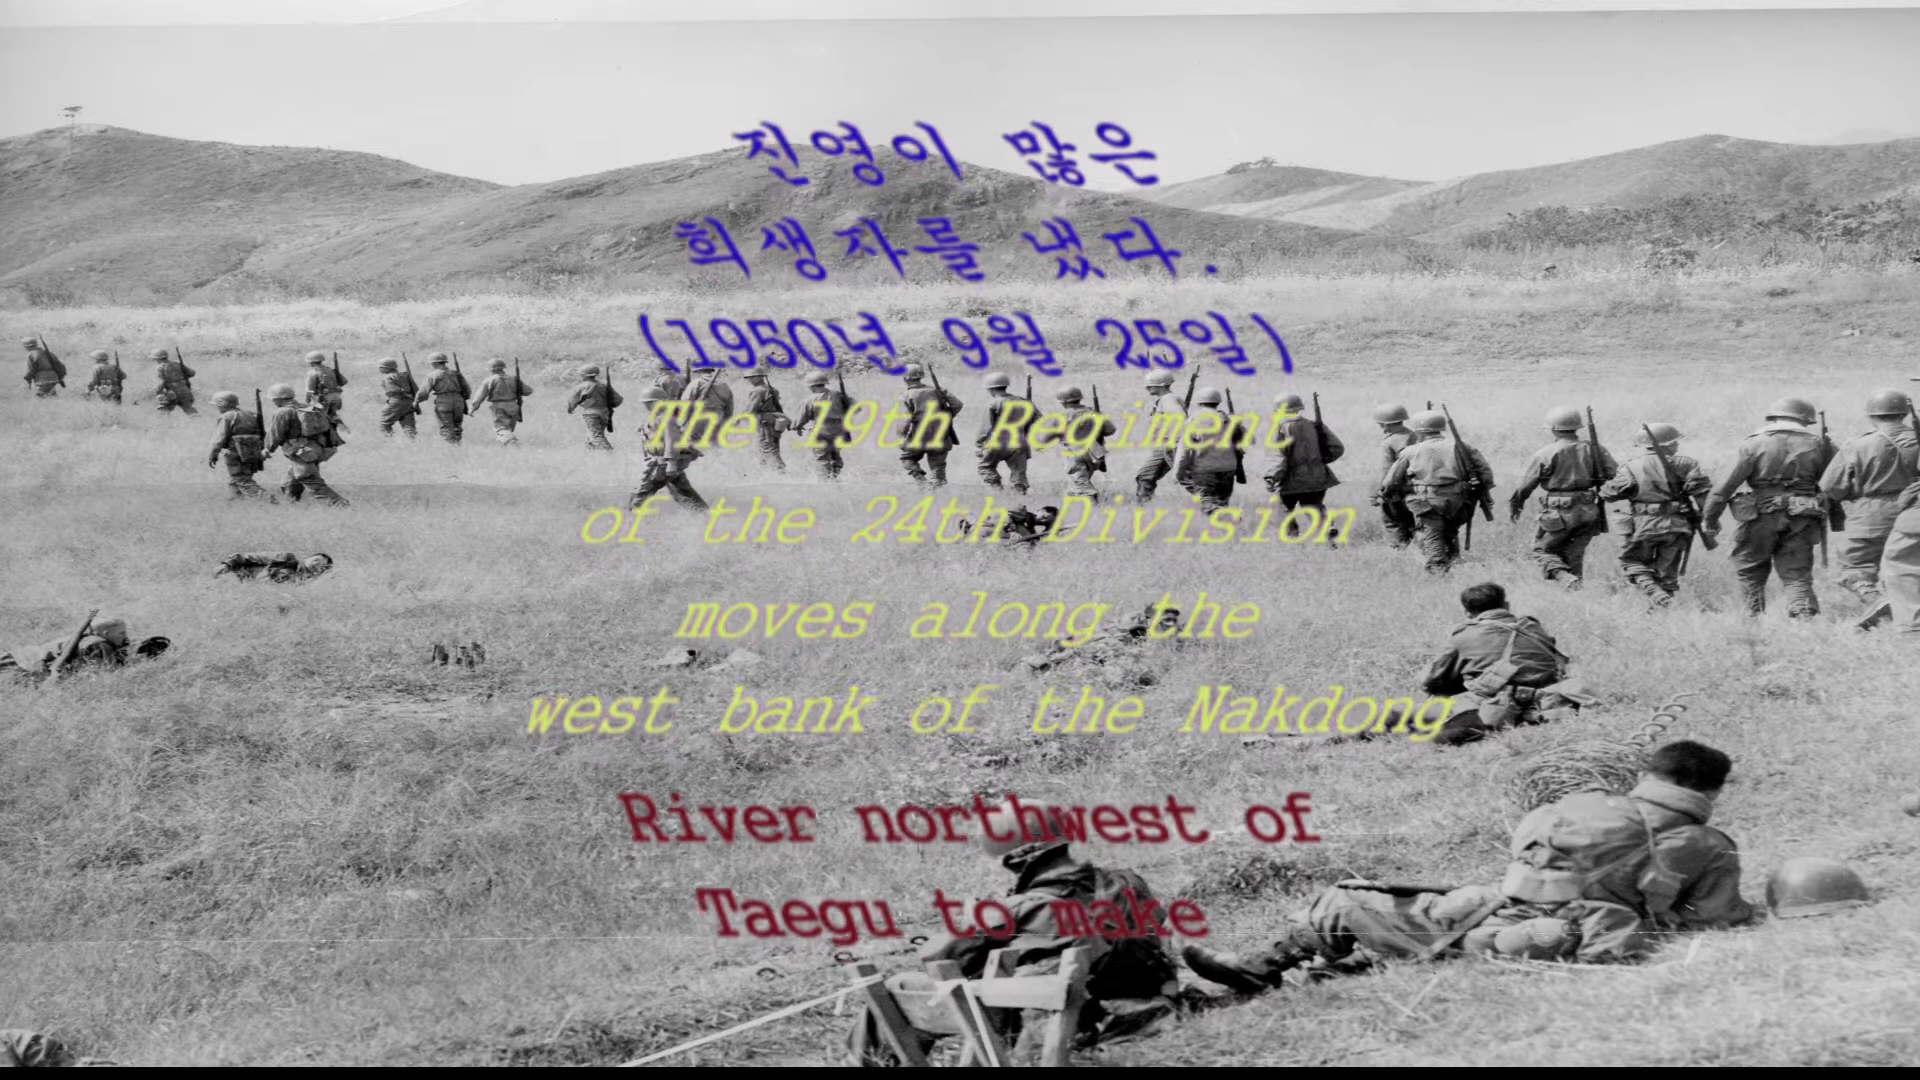 진영이 많은
희생자를 냈다.
(1950년 9월 25일)
The 19th Regiment
of the 24th Division
moves along the
west bank of the Nakdong
River northwest of
Taegu to make